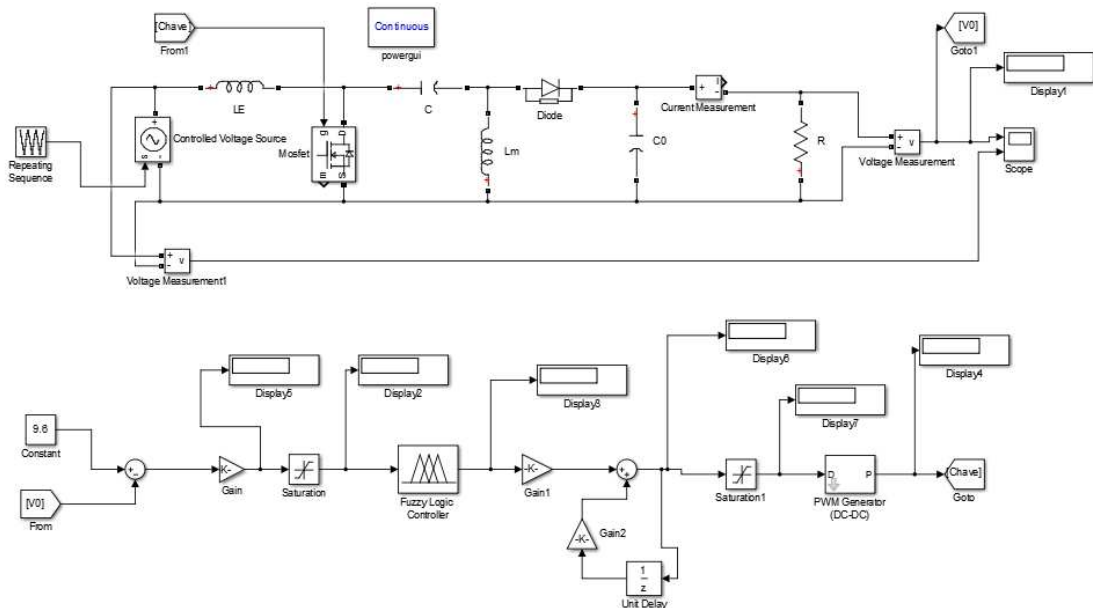 [Chave]
From1
Continuous
powergui
[V0]
Goto1
Display1
LE
C
Diode
Current Measurement
Controlled Voltage Source
Mosfet
g
D
m
S
s
Lm
C0
R
v
Voltage Measurement
Scope
Repeating
Sequence
v
Voltage Measurement1
Display5
Display2
Display3
Display6
Display4
Display7
9.6
Constant
-K-
Gain
Saturation
Fuzzy Logic
Controller
-K-
Gain1
Saturation1
D
P
PWM Generator
(DC-DC)
[Chave]
Goto
[V0]
From
-K-
Gain2
1
z
Unit Delay